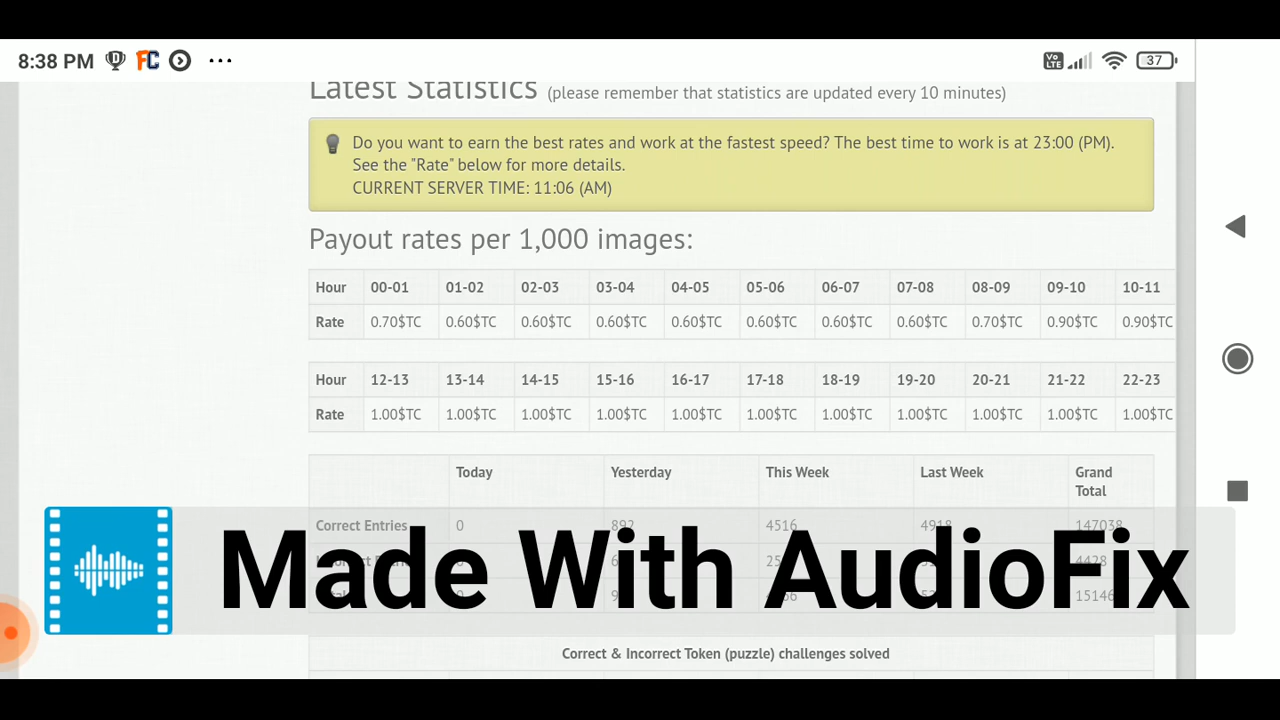 8:38 PM FC ... Vo LTE 37
Latest Statistics (please remember that statistics are updated every 10 minutes)
Do you want to earn the best rates and work at the fastest speed? The best time to work is at 23:00 (PM).
See the "Rate" below for more details.
CURRENT SERVER TIME: 11:06 (AM)
Payout rates per 1,000 images:
Hour 00-01 01-02 02-03 03-04 04-05 05-06 06-07 07-08 08-09 09-10 10-11
Rate 0.70$TC 0.60$TC 0.60$TC 0.60$TC 0.60$TC 0.60$TC 0.60$TC 0.60$TC 0.70$TC 0.90$TC 0.90$TC
Hour 12-13 13-14 14-15 15-16 16-17 17-18 18-19 19-20 20-21 21-22 22-23
Rate 1.00$TC 1.00$TC 1.00$TC 1.00$TC 1.00$TC 1.00$TC 1.00$TC 1.00$TC 1.00$TC 1.00$TC 1.00$TC
Today Yesterday This Week Last Week Grand
Total
Correct Entries 0 892 4516 4918 147038
Made With AudioFix
4428
Correct & Incorrect Token (puzzle) challenges solved